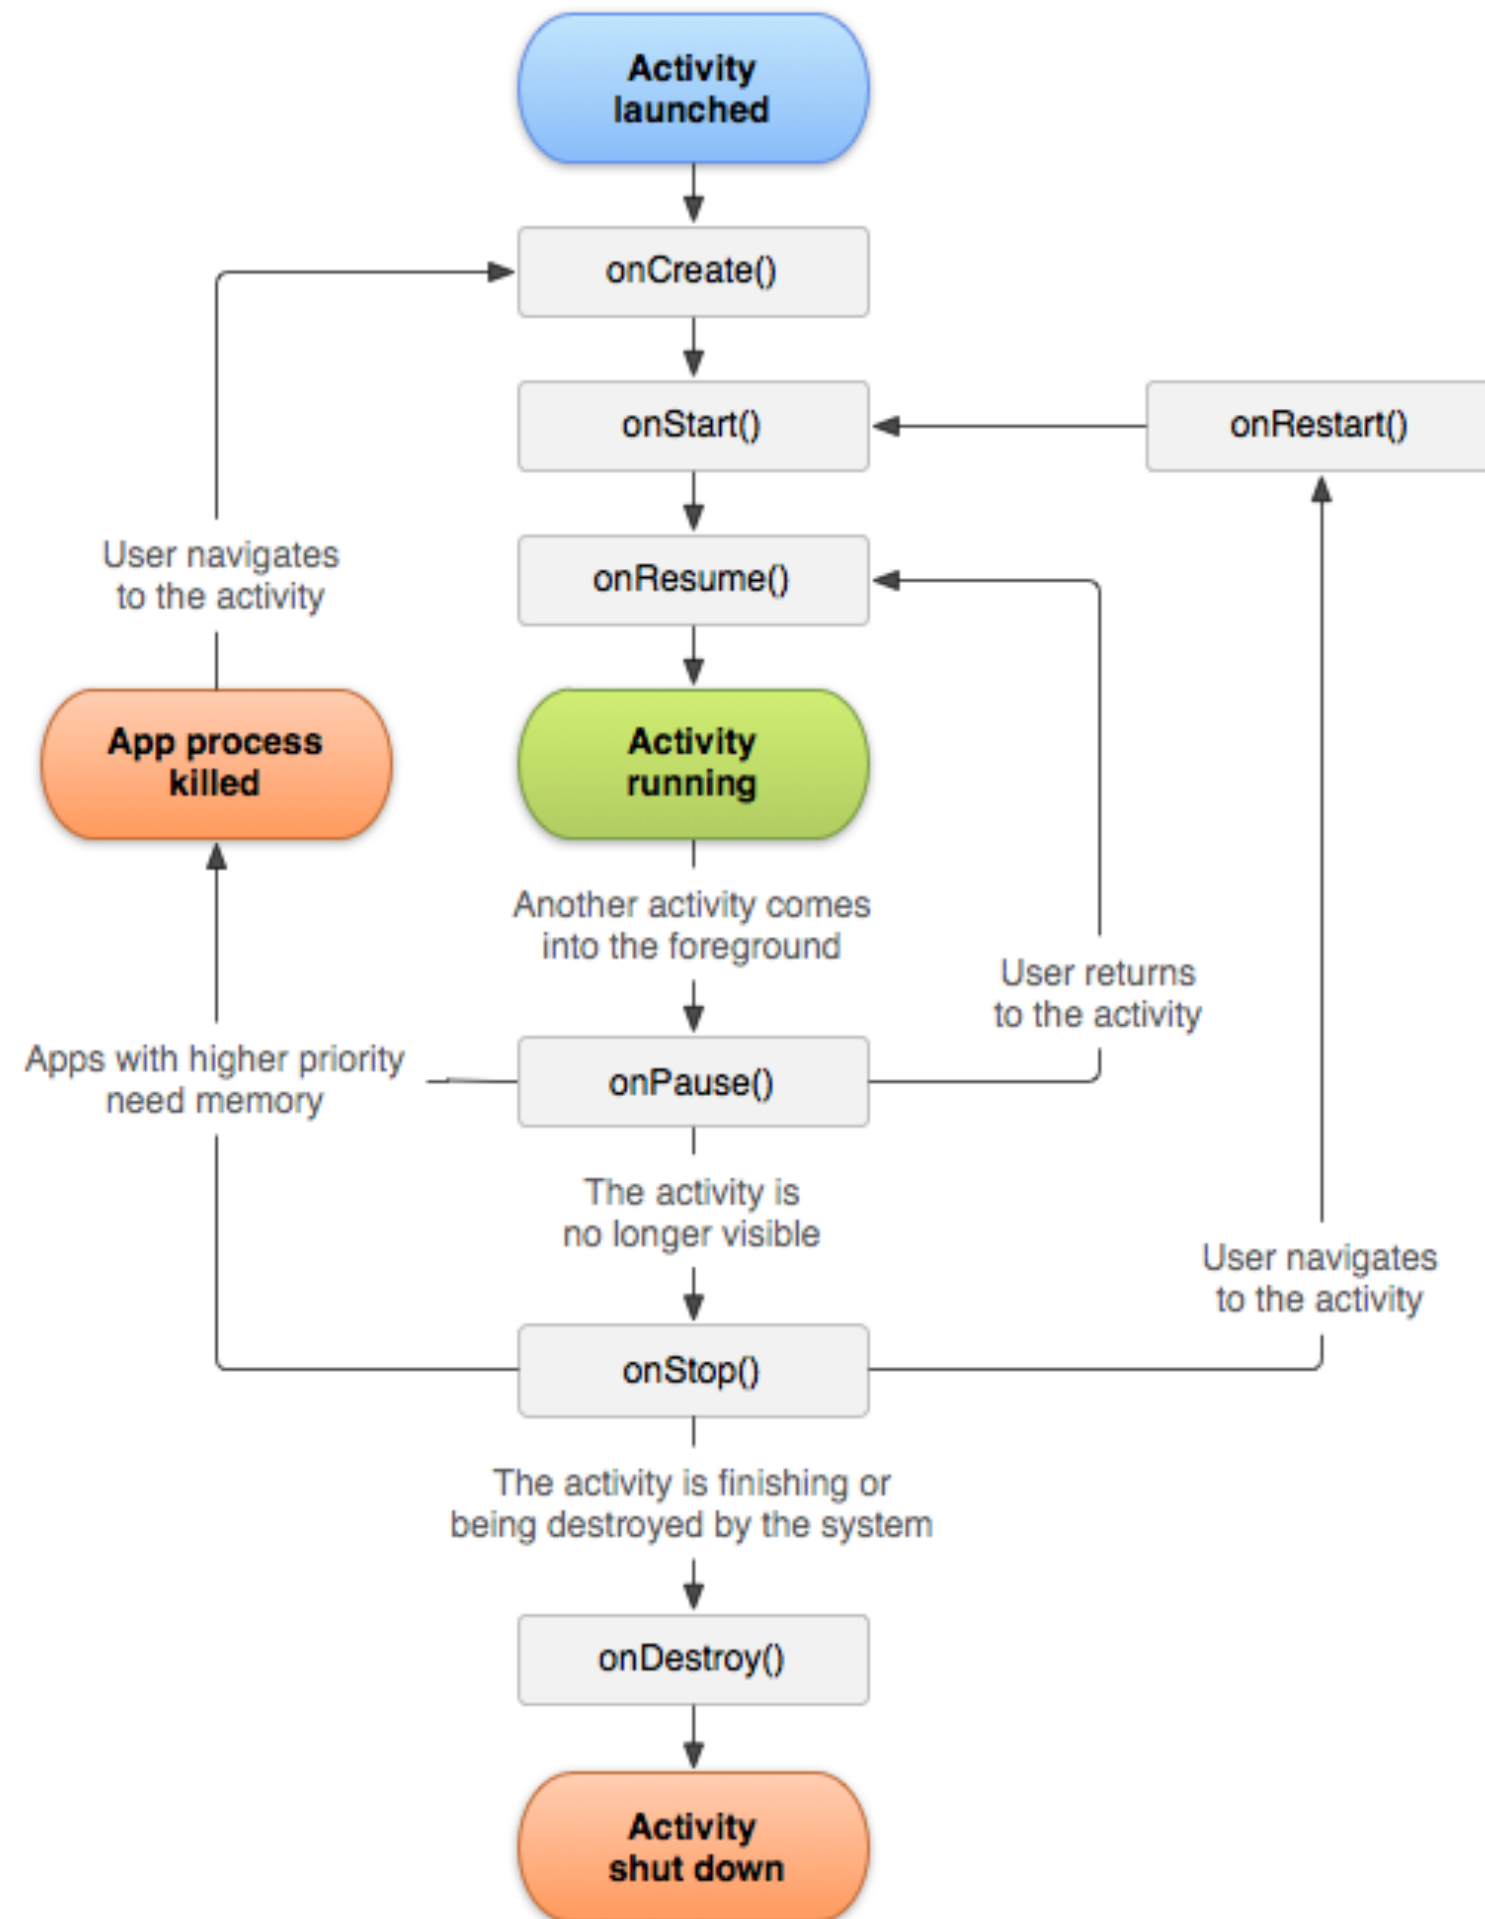 Activity
launched
onCreate()
onStart()
onRestart()
onResume()
User navigates
to the activity
App process
killed
Activity
running
Another activity comes
into the foreground
User returns
to the activity
Apps with higher priority
need memory
onPause()
The activity is
no longer visible
User navigates
to the activity
onStop()
The activity is finishing or
being destroyed by the system
onDestroy()
Activity
shut down